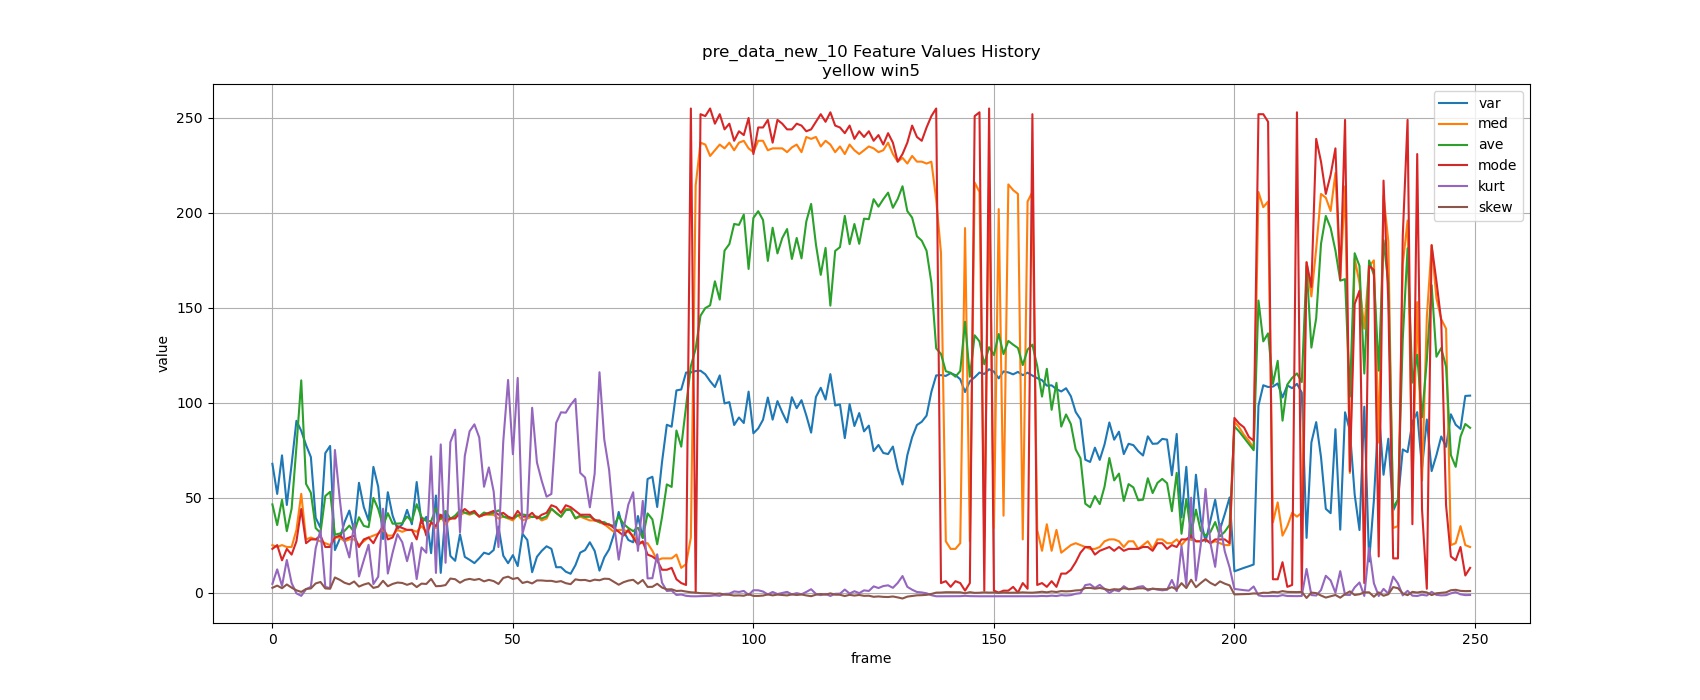 pre_data_new_10 Feature Values History
yellow win5
value
250
200
150
100
50
0
0 50 100 150 200 250
frame
var
med
ave
mode
kurt
skew